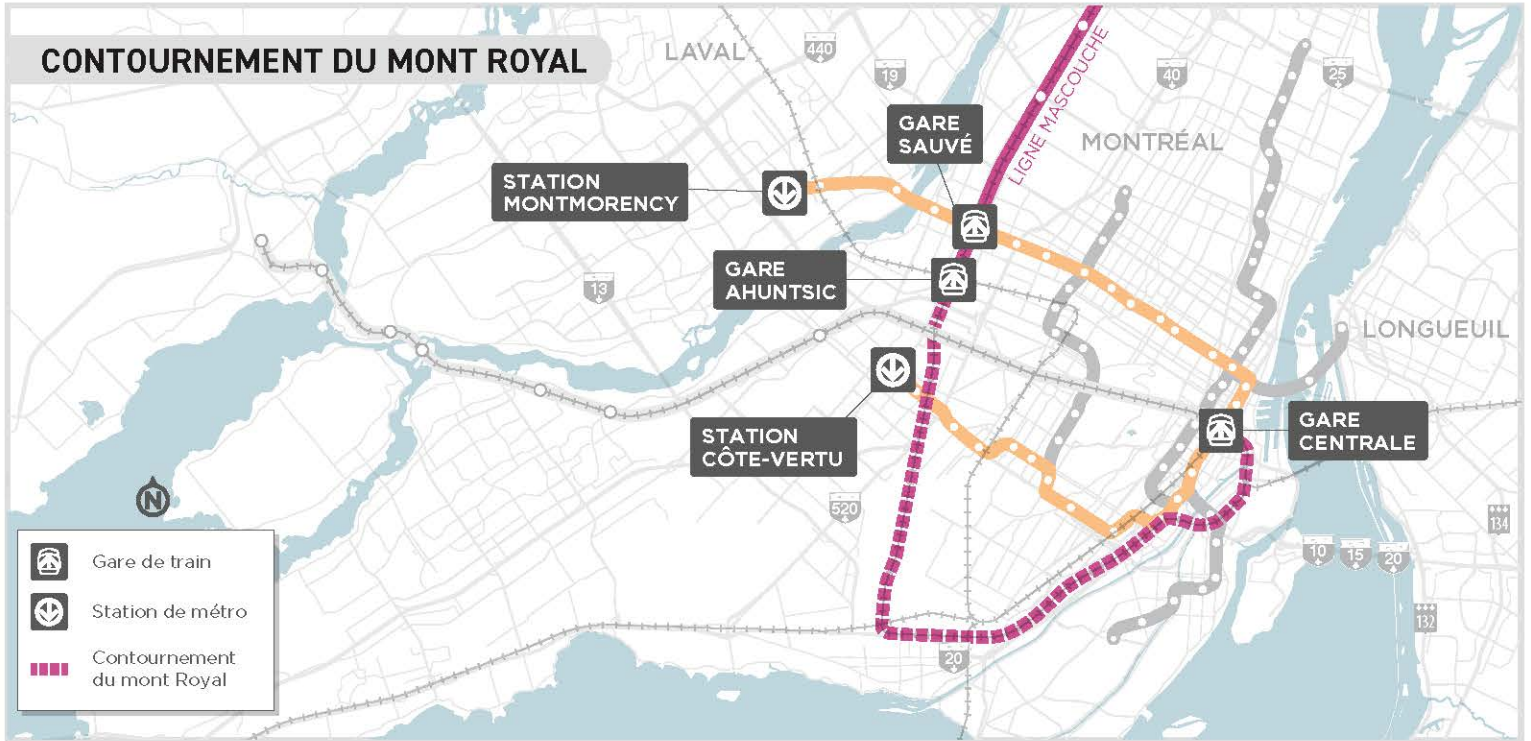 CONTOURNEMENT DU MONT ROYAL
LAVAL
440
19
40
25
LIGNE MASCOUCHE
GARE
SAUVÉ
MONTRÉAL
STATION
MONTMORENCY
GARE
AHUNTSIC
13
LONGUEUIL
STATION
CÔTE-VERTU
GARE
CENTRALE
N
520
134
10
15
20
132
20
Gare de train
Station de métro
Contournement
du mont Royal